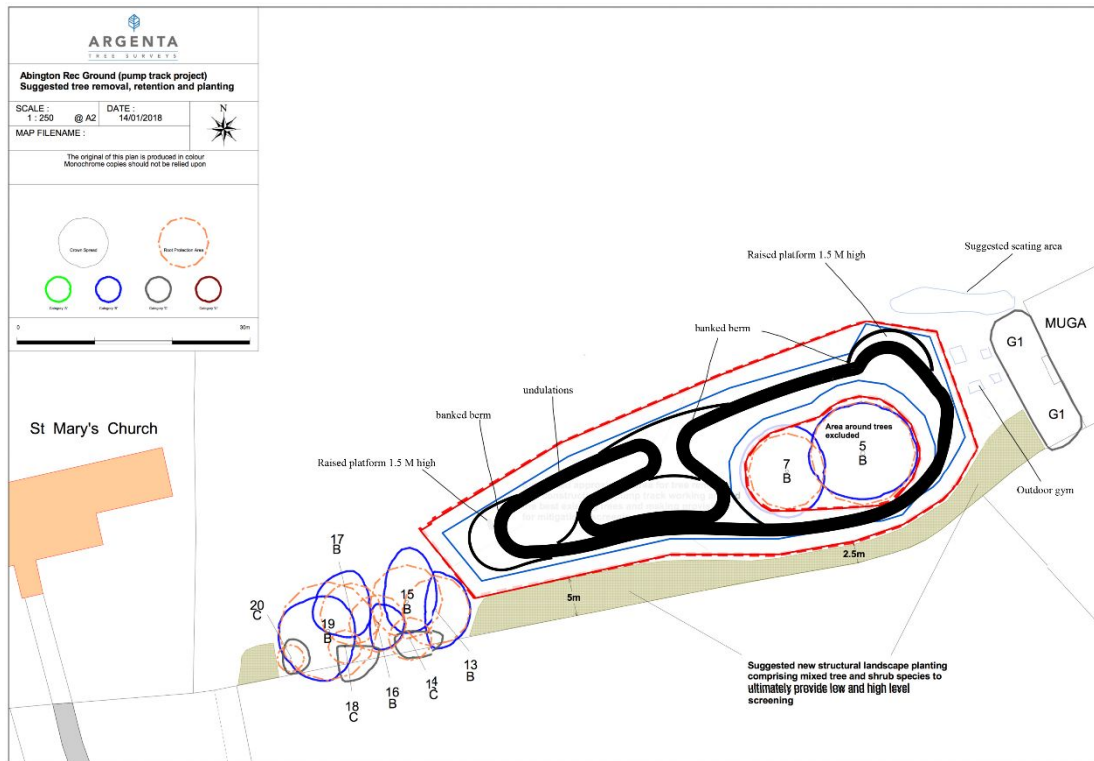 ARGENTA
TREE SURVEYS
Abington Rec Ground (pump track project)
Suggested tree removal, retention and planting
SCALE :
1 : 250 @ A2
DATE :
14/01/2018
N
MAP FILENAME :
The original of this plan is produced in colour
Monochrome copies should not be relied upon
Crown Spread
Root Protection Area
Category 'A'
Category 'B'
Category 'C'
0
30m
Suggested seating area
Raised platform 1.5 M high
MUGA
G1
banked berm
undulations
G1
banked berm
St Mary's Church
Area around trees
excluded
5
B
7
B
Raised platform 1.5 M high
Outdoor gym
17
B
2.5m
20
C
15
B
5m
19
B
13
B
14
C
16
B
18
C
Suggested new structural landscape planting
comprising mixed tree and shrub species to
ultimately provide low and high level
screening